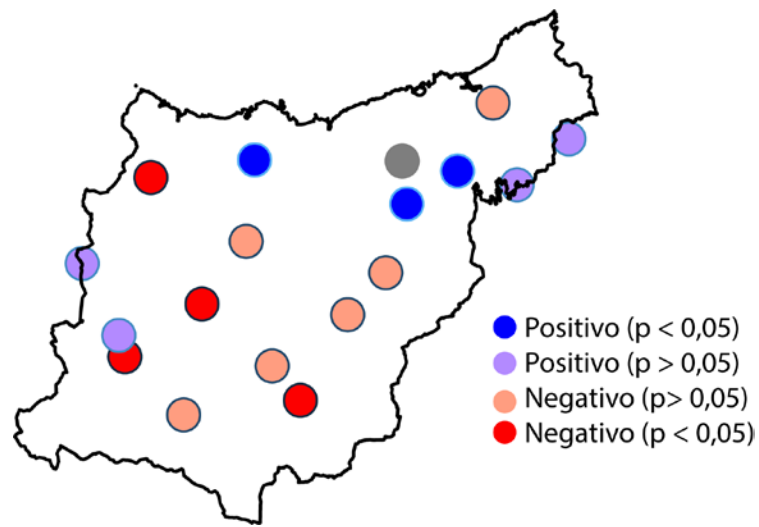 Positivo (p < 0,05)
Positivo (p > 0,05)
Negativo (p> 0,05)
Negativo (p < 0,05)